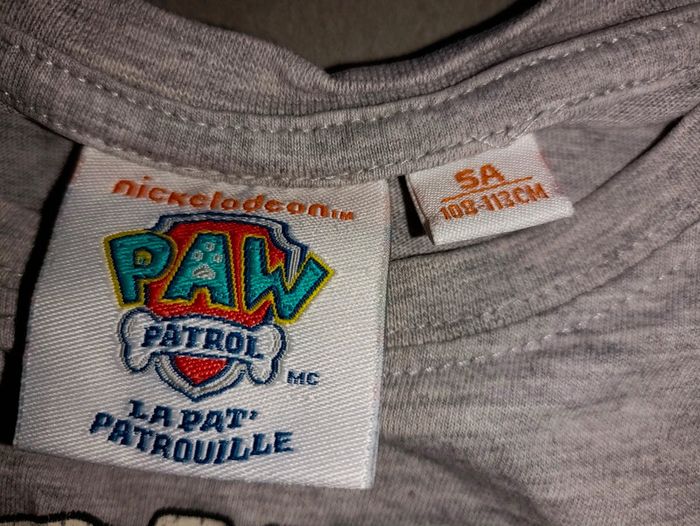 nickelodeon™
PAW
PATROL
MC
LA PAT'
PATROUILLE
5A
108-113CM